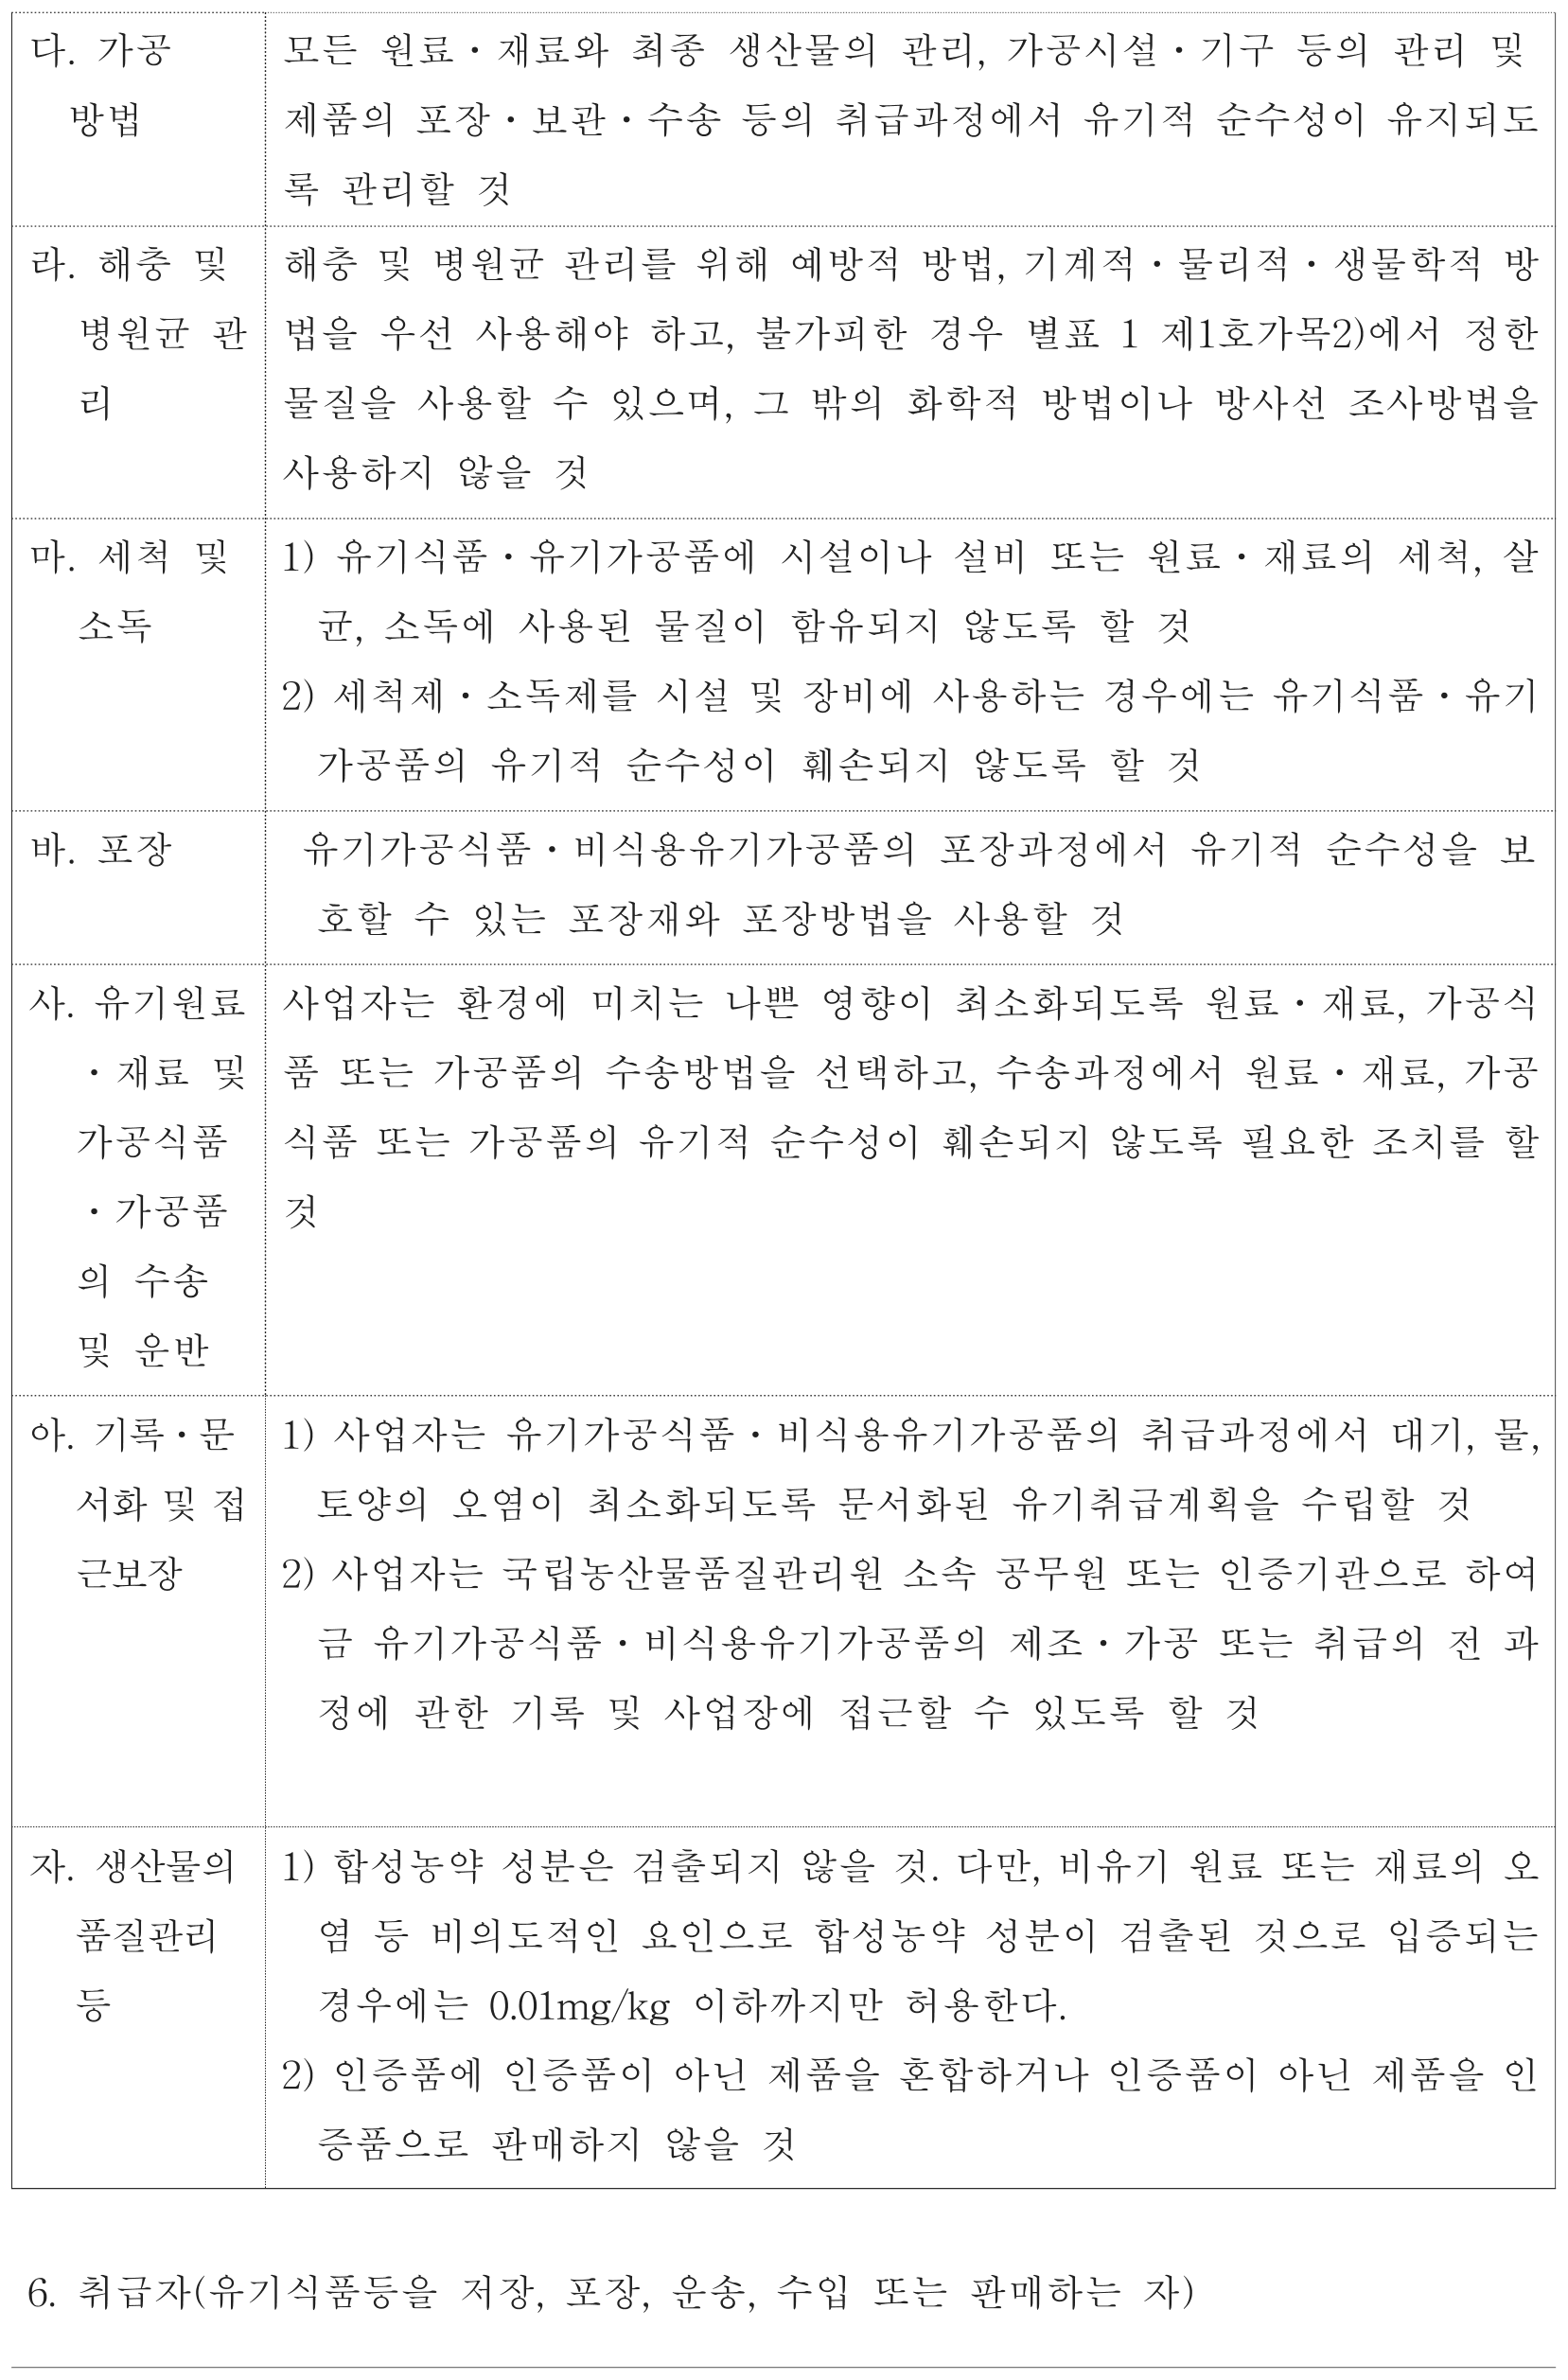 다. 가공
방법
모든 원료・재료와 최종 생산물의 관리, 가공시설・기구 등의 관리 및
제품의 포장・보관・수송 등의 취급과정에서 유기적 순수성이 유지되도
록 관리할 것
라. 해충 및
병원균 관
리
해충 및 병원균 관리를 위해 예방적 방법, 기계적・물리적・생물학적 방
법을 우선 사용해야 하고, 불가피한 경우 별표 1 제1호가목2)에서 정한
물질을 사용할 수 있으며, 그 밖의 화학적 방법이나 방사선 조사방법을
사용하지 않을 것
마. 세척 및
소독
1) 유기식품・유기가공품에 시설이나 설비 또는 원료・재료의 세척, 살
균, 소독에 사용된 물질이 함유되지 않도록 할 것
2) 세척제・소독제를 시설 및 장비에 사용하는 경우에는 유기식품・유기
가공품의 유기적 순수성이 훼손되지 않도록 할 것
바. 포장
유기가공식품・비식용유기가공품의 포장과정에서 유기적 순수성을 보
호할 수 있는 포장재와 포장방법을 사용할 것
사. 유기원료
・재료 및
가공식품
・가공품
의 수송
및 운반
사업자는 환경에 미치는 나쁜 영향이 최소화되도록 원료・재료, 가공식
품 또는 가공품의 수송방법을 선택하고, 수송과정에서 원료・재료, 가공
식품 또는 가공품의 유기적 순수성이 훼손되지 않도록 필요한 조치를 할
것
아. 기록・문
서화 및 접
근보장
1) 사업자는 유기가공식품・비식용유기가공품의 취급과정에서 대기, 물,
토양의 오염이 최소화되도록 문서화된 유기취급계획을 수립할 것
2) 사업자는 국립농산물품질관리원 소속 공무원 또는 인증기관으로 하여
금 유기가공식품・비식용유기가공품의 제조・가공 또는 취급의 전 과
정에 관한 기록 및 사업장에 접근할 수 있도록 할 것
자. 생산물의
품질관리
등
1) 합성농약 성분은 검출되지 않을 것. 다만, 비유기 원료 또는 재료의 오
염 등 비의도적인 요인으로 합성농약 성분이 검출된 것으로 입증되는
경우에는 0.01mg/kg 이하까지만 허용한다.
2) 인증품에 인증품이 아닌 제품을 혼합하거나 인증품이 아닌 제품을 인
증품으로 판매하지 않을 것
6. 취급자(유기식품등을 저장, 포장, 운송, 수입 또는 판매하는 자)